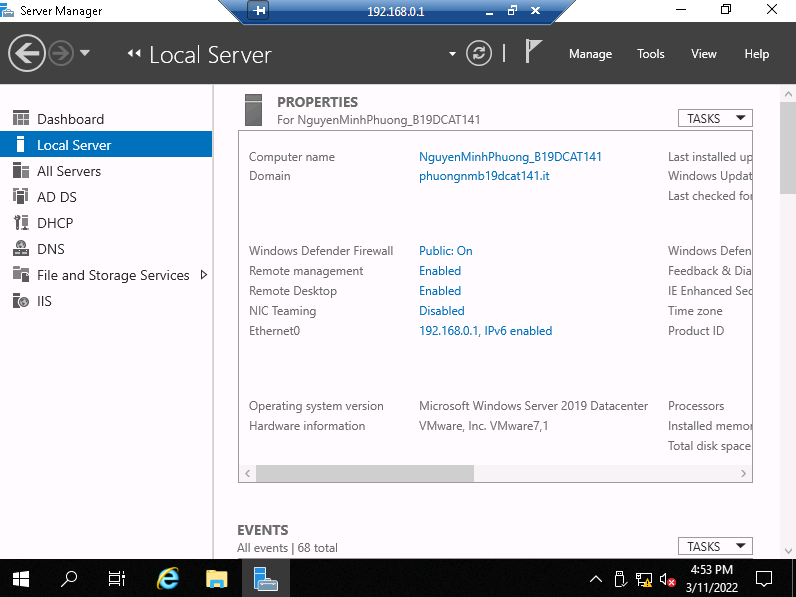 Server Manager
192.168.0.1
Local Server
Manage
Tools
View
Help
Dashboard
Local Server
All Servers
AD DS
DHCP
DNS
File and Storage Services
IIS
PROPERTIES
For NguyenMinhPhuong_B19DCAT141
TASKS
Computer name NguyenMinhPhuong_B19DCAT141 Last installed up
Domain phuongnmb19dcat141.it Windows Updat
Last checked for
Windows Defender Firewall Public: On Windows Defen
Remote management Enabled Feedback & Dia
Remote Desktop Enabled IE Enhanced Sec
NIC Teaming Disabled Time zone
Ethernet0 192.168.0.1, IPv6 enabled Product ID
Operating system version Microsoft Windows Server 2019 Datacenter Processors
Hardware information VMware, Inc. VMware7,1 Installed memor
Total disk space
EVENTS
All events | 68 total
TASKS
4:53 PM
3/11/2022